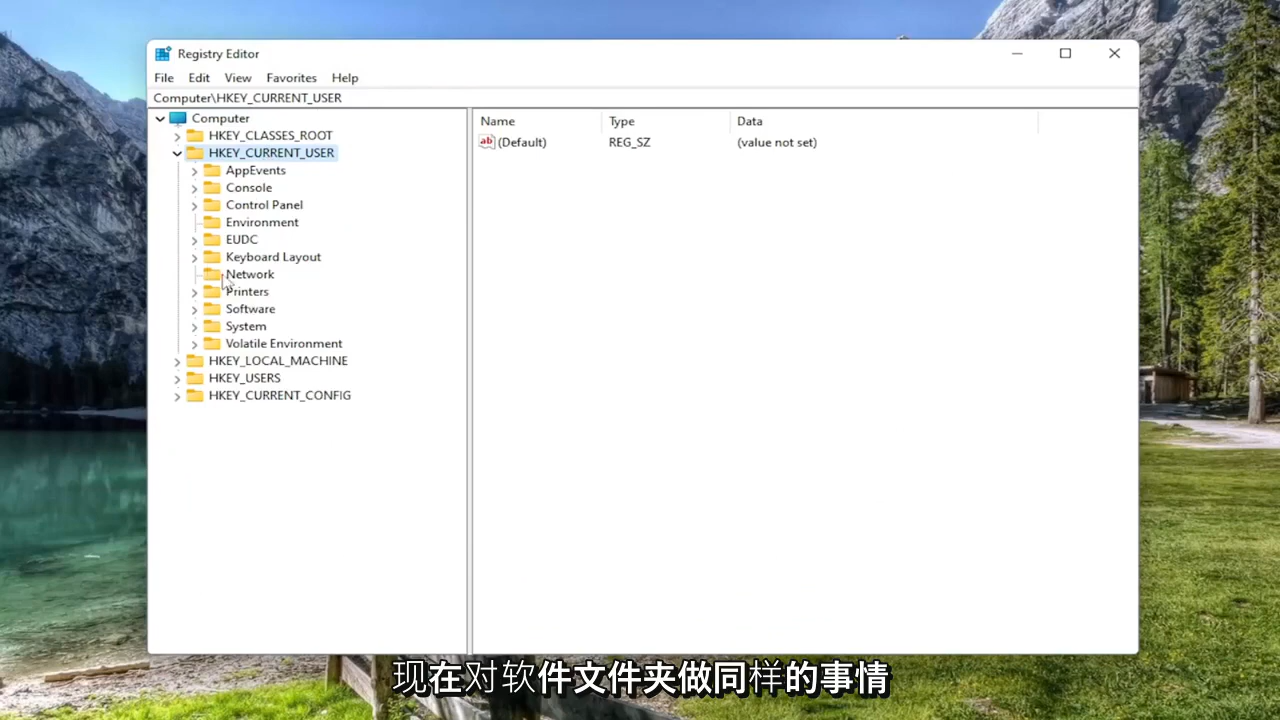 Registry Editor
File Edit View Favorites Help
Computer\HKEY_CURRENT_USER
Computer
HKEY_CLASSES_ROOT
HKEY_CURRENT_USER
AppEvents
Console
Control Panel
Environment
EUDC
Keyboard Layout
Network
Printers
Software
System
Volatile Environment
HKEY_LOCAL_MACHINE
HKEY_USERS
HKEY_CURRENT_CONFIG
Name Type Data
ab (Default) REG_SZ (value not set)
现在对软件文件夹做同样的事情